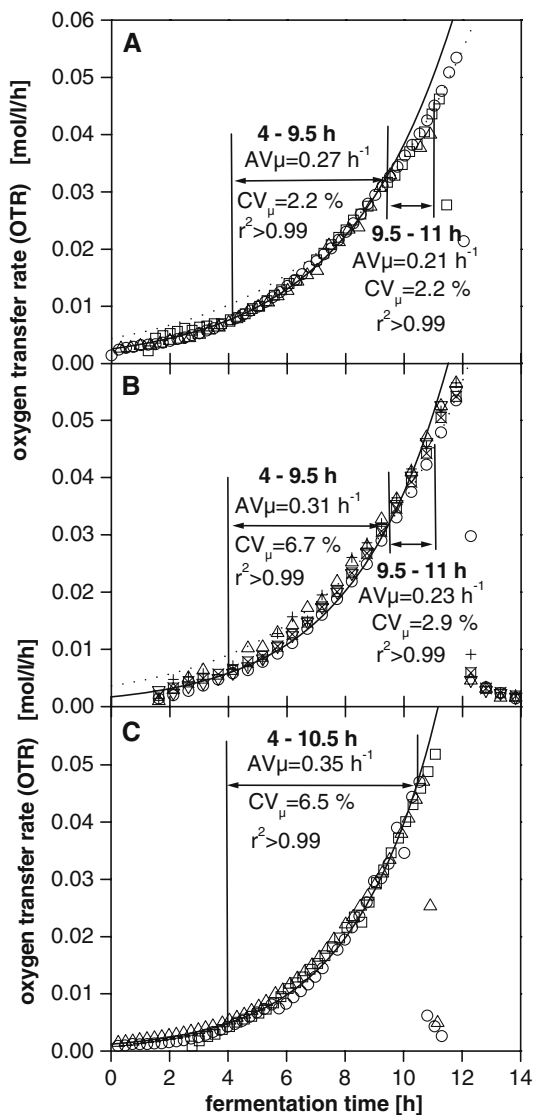 oxygen transfer rate (OTR) [mol/l/h]
0.06
0.05
0.04
0.03
0.02
0.01
0.00
A
4 - 9.5 h
AVμ=0.27 h⁻¹
CVμ=2.2 %
r²>0.99
9.5 - 11 h
AVμ=0.21 h⁻¹
CVμ=2.2 %
r²>0.99
0.05
0.04
0.03
0.02
0.01
0.00
B
4 - 9.5 h
AVμ=0.31 h⁻¹
CVμ=6.7 %
r²>0.99
9.5 - 11 h
AVμ=0.23 h⁻¹
CVμ=2.9 %
r²>0.99
oxygen transfer rate (OTR) [mol/l/h]
0.05
0.04
0.03
0.02
0.01
0.00
C
4 - 10.5 h
AVμ=0.35 h⁻¹
CVμ=6.5 %
r²>0.99
0 2 4 6 8 10 12 14
fermentation time [h]